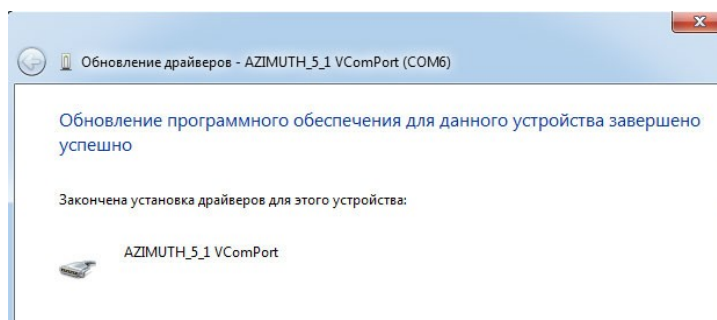 Обновление драйверов - AZIMUTH_5_1 VComPort (COM6)
Обновление программного обеспечения для данного устройства завершено
успешно
Закончена установка драйверов для этого устройства:
AZIMUTH_5_1 VComPort